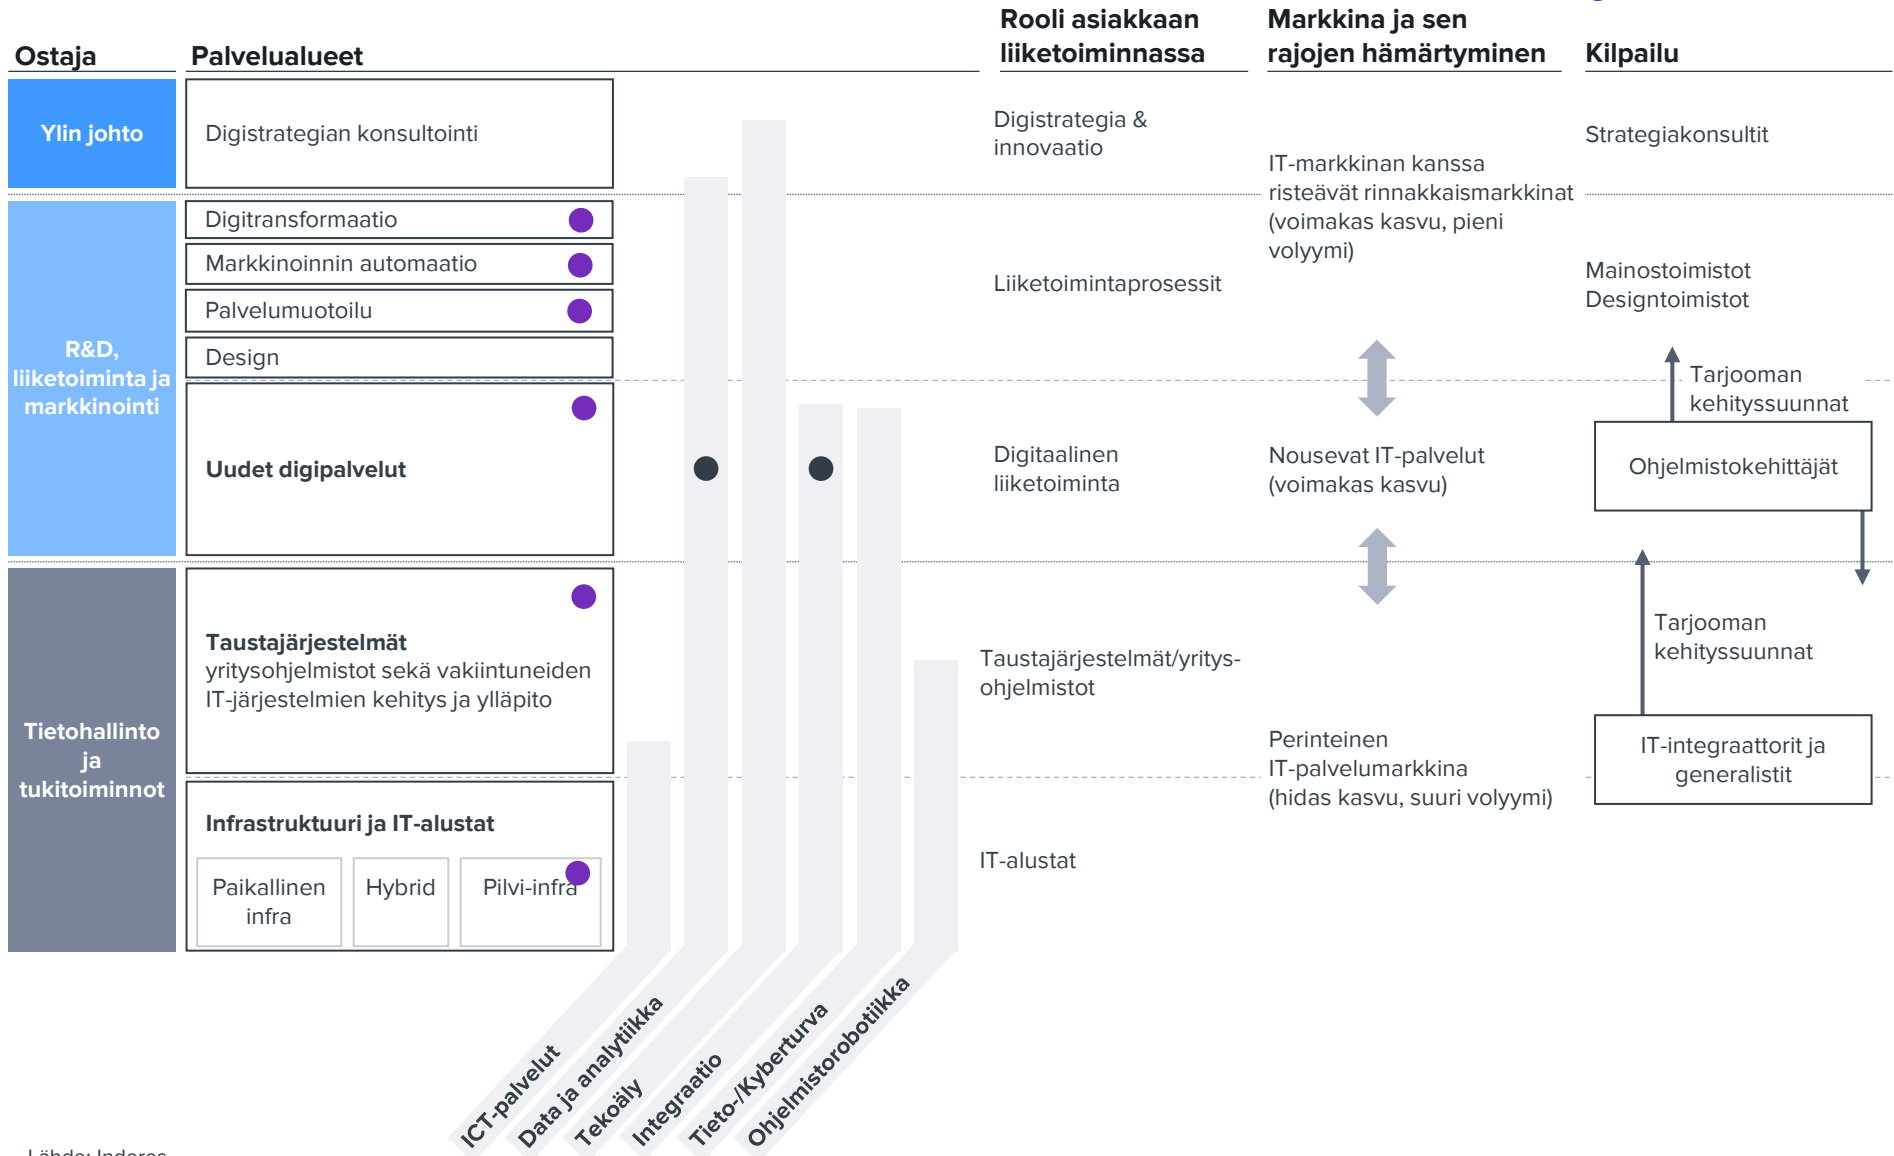 Ostaja
Palvelualueet
Rooli asiakkaan
liiketoiminnassa
Markkina ja sen
rajojen hämärtyminen
Kilpailu
Ylin johto
Digistrategian konsultointi
Digistrategia &
innovaatio
IT-markkinan kanssa
risteävät rinnakkaismarkkinat
(voimakas kasvu, pieni
volyymi)
Strategiakonsultit
R&D,
liiketoiminta ja
markkinointi
Digitransformaatio
Markkinoinnin automaatio
Palvelumuotoilu
Design
Liiketoimintaprosessit
Mainostoimistot
Designtoimistot
Tarjooman
kehityssuunnat
Uudet digipalvelut
Digitaalinen
liiketoiminta
Nousevat IT-palvelut
(voimakas kasvu)
Ohjelmistokehittäjät
Tietohallinto
ja
tukitoiminnot
Taustajärjestelmät
yritysohjelmistot sekä vakiintuneiden
IT-järjestelmien kehitys ja ylläpito
Taustajärjestelmät/yritys-
ohjelmistot
Tarjooman
kehityssuunnat
Perinteinen
IT-palvelumarkkina
(hidas kasvu, suuri volyymi)
IT-integraattorit ja
generalistit
Infrastruktuuri ja IT-alustat
Paikallinen
infra
Hybrid
Pilvi-infra
IT-alustat
ICT-palvelut
Data ja analytiikka
Tekoäly
Integraatio
Tieto-/Kyberturva
Ohjelmistorobotiikka
Lähde: Inderes